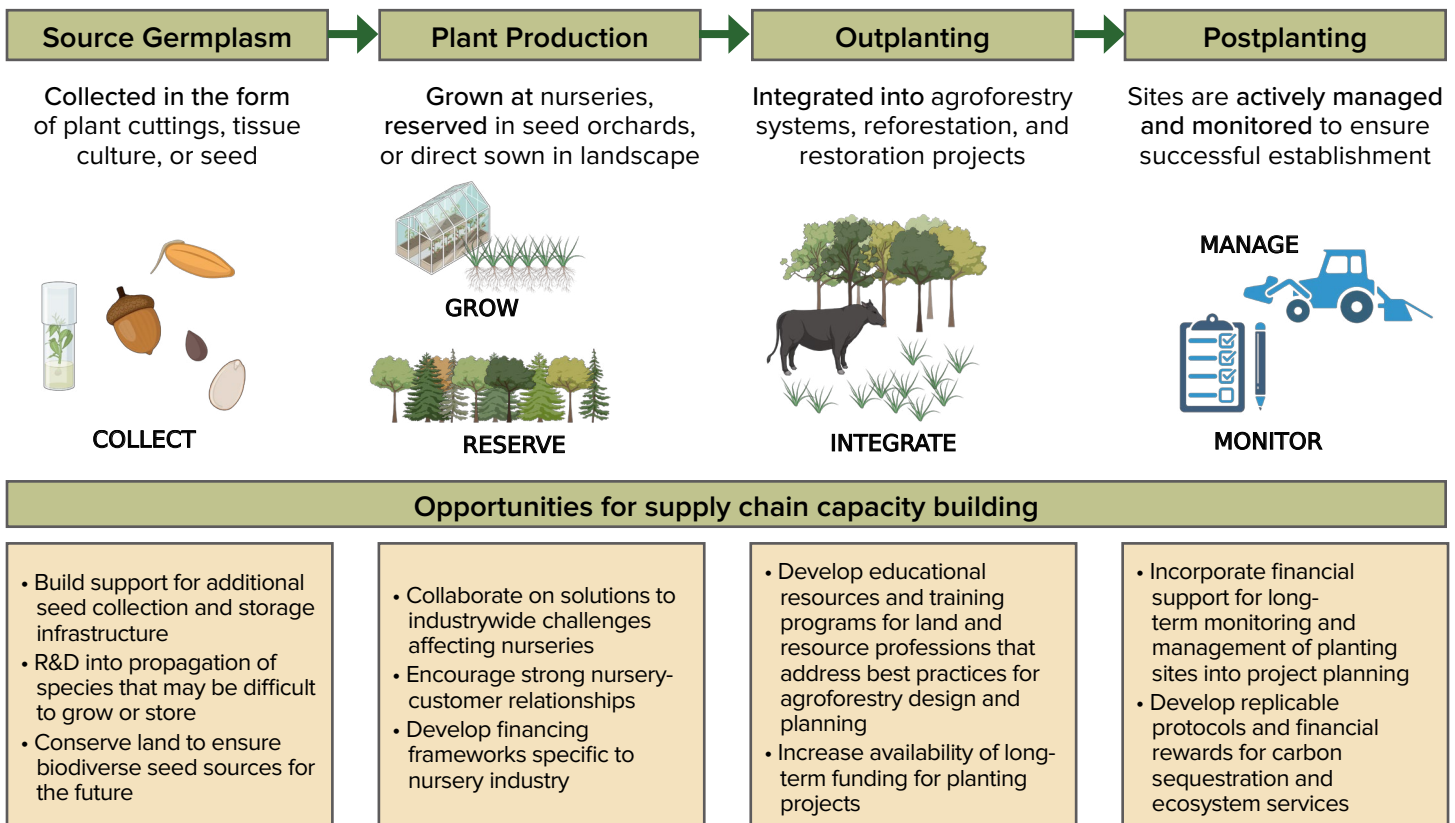 Source Germplasm
Plant Production
Outplanting
Postplanting
Collected in the form
of plant cuttings, tissue
culture, or seed
Grown at nurseries,
reserved in seed orchards,
or direct sown in landscape
Integrated into agroforestry
systems, reforestation, and
restoration projects
Sites are actively managed
and monitored to ensure
successful establishment
COLLECT
GROW
RESERVE
INTEGRATE
MANAGE
MONITOR
Opportunities for supply chain capacity building
• Build support for additional
seed collection and storage
infrastructure
• R&D into propagation of
species that may be difficult
to grow or store
• Conserve land to ensure
biodiverse seed sources for
the future
• Collaborate on solutions to
industrywide challenges
affecting nurseries
• Encourage strong nursery-
customer relationships
• Develop financing
frameworks specific to
nursery industry
• Develop educational
resources and training
programs for land and
resource professions that
address best practices for
agroforestry design and
planning
• Increase availability of long-
term funding for planting
projects
• Incorporate financial
support for long-
term monitoring and
management of planting
sites into project planning
• Develop replicable
protocols and financial
rewards for carbon
sequestration and
ecosystem services